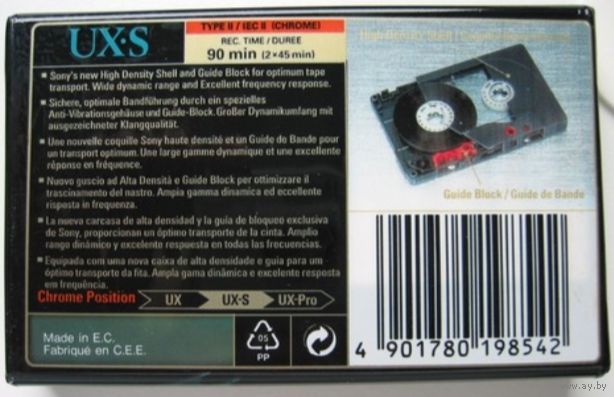 UX·S
TYPE II / IEC II (CHROME)
REC. TIME / DUREE
90 min (2×45 min)
High Density Shell
■ Sony's new High Density Shell and Guide Block for optimum tape
transport. Wide dynamic range and Excellent frequency response.
■ Sichere, optimale Bandführung durch ein spezielles
Anti-Vibrationsgehäuse und Guide-Block. Großer Dynamikumfang mit
ausgezeichneter Klangqualität.
■ Une nouvelle coquille Sony haute densité et un Guide de Bande pour
un transport optimum. Une large gamme dynamique et une excellente
réponse en fréquence.
■ Nuovo guscio ad Alta Densità e Guide Block per ottimizzare il
trascinamento del nastro. Ampia gamma dinamica ed eccellente
risposta in frequenza.
■ La nueva carcasa de alta densidad y la guía de bloqueo exclusiva
de Sony, proporcionan un óptimo transporte de la cinta. Amplio
rango dinámico y excelente respuesta en todas las frecuencias.
■ Equipada com uma nova caixa de alta densidade e guia para um
óptimo transporte da fita. Ampla gama dinâmica e excelente resposta
em frequência.
Guide Block / Guide de Bande
Chrome Position UX UX-S UX-Pro
Made in E.C.
Fabriqué en C.E.E.
05
PP
4 901780 198542
www.ay.by